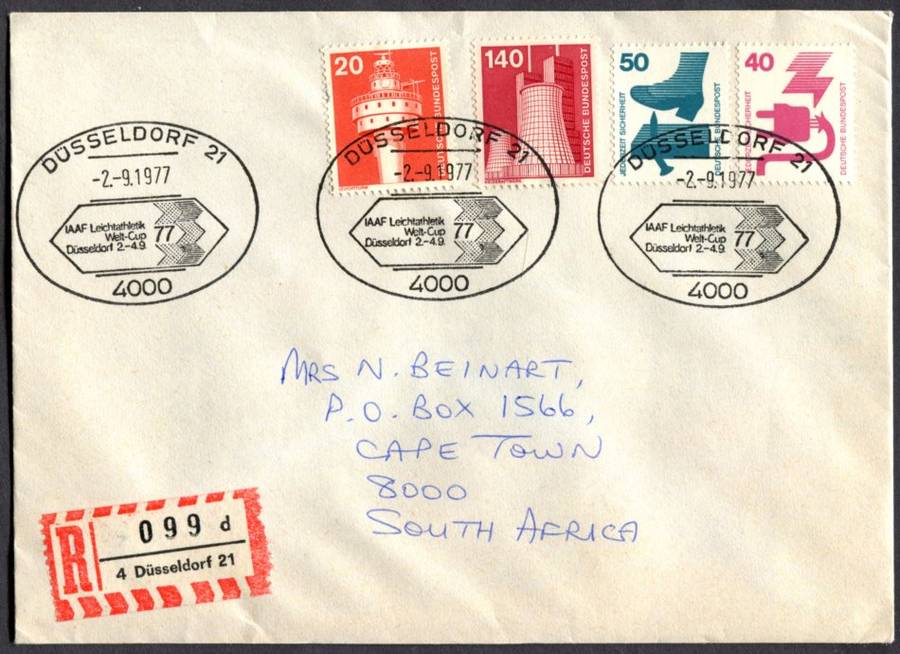 20
DEUTSCHE BUNDESPOST
140
DEUTSCHE BUNDESPOST
50
JEDERZEIT SICHERHEIT
DEUTSCHE BUNDESPOST
40
JEDERZEIT SICHERHEIT
DEUTSCHE BUNDESPOST
DÜSSELDORF 21
-2.-9.1977
IAAF Leichtathletik
Welt-Cup 77
Düsseldorf 2.-4.9.
4000
DÜSSELDORF 21
-2.-9.1977
IAAF Leichtathletik
Welt-Cup 77
Düsseldorf 2.-4.9.
4000
DÜSSELDORF 21
-2.-9.1977
IAAF Leichtathletik
Welt-Cup 77
Düsseldorf 2.-4.9.
4000
MRS N. BEINART,
P.O. BOX 1566,
CAPE TOWN
8000
SOUTH AFRICA
R 099 d
4 Düsseldorf 21